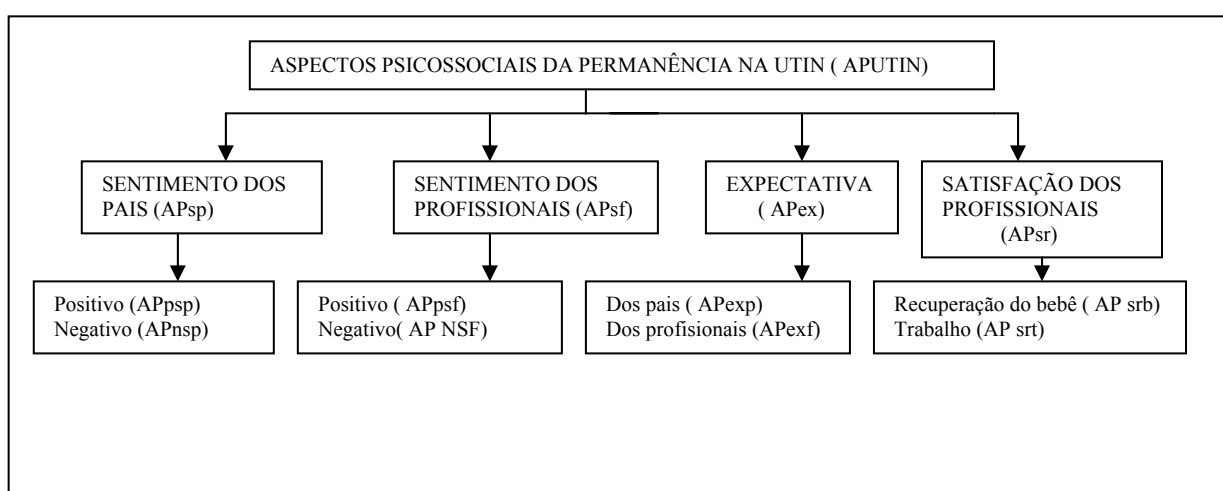 ASPECTOS PSICOSSOCIAIS DA PERMANÊNCIA NA UTIN ( APUTIN)
SENTIMENTO DOS
PAIS (APsp)
SENTIMENTO DOS
PROFISSIONAIS (APsf)
EXPECTATIVA
( APex)
SATISFAÇÃO DOS
PROFISSIONAIS
(APsr)
Positivo (APpsp)
Negativo (APnsp)
Positivo ( APpsf)
Negativo( AP NSF)
Dos pais ( APexp)
Dos profisionais (APexf)
Recuperação do bebê ( AP srb)
Trabalho (AP srt)